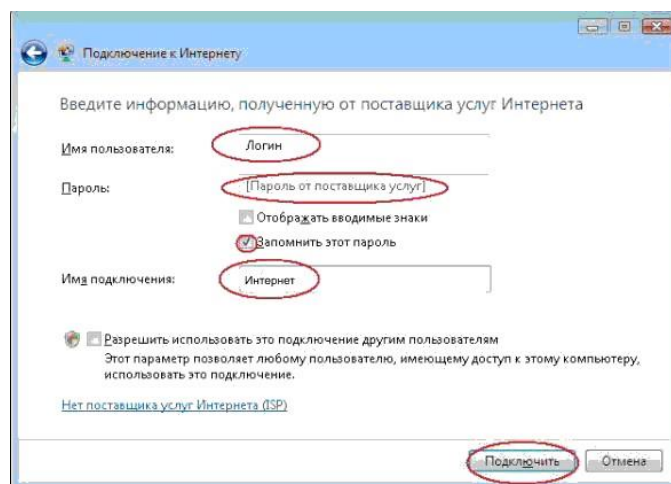 Подключение к Интернету
Введите информацию, полученную от поставщика услуг Интернета
Имя пользователя:
Логин
Пароль:
[Пароль от поставщика услуг]
Отображать вводимые знаки
Запомнить этот пароль
Имя подключения:
Интернет
Разрешить использовать это подключение другим пользователям
Этот параметр позволяет любому пользователю, имеющему доступ к этому компьютеру,
использовать это подключение.
Нет поставщика услуг Интернета (ISP)
Подключить
Отмена